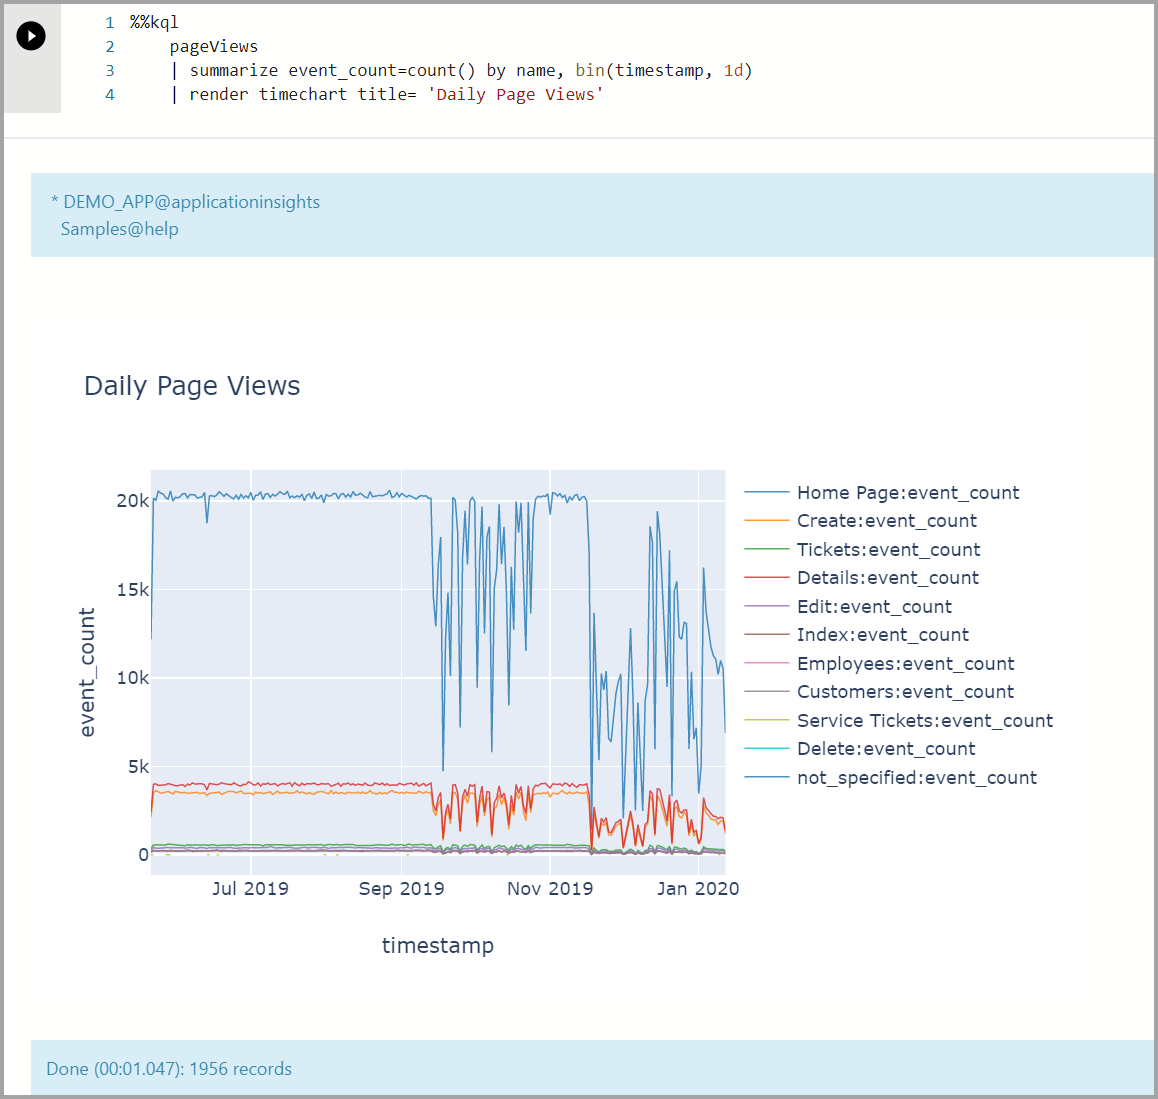 1 %%kql
2 pageViews
3 | summarize event_count=count() by name, bin(timestamp, 1d)
4 | render timechart title= 'Daily Page Views'
* DEMO_APP@applicationinsights
Samples@help
Daily Page Views
event_count
20k
15k
10k
5k
0
Jul 2019 Sep 2019 Nov 2019 Jan 2020
timestamp
Home Page:event_count
Create:event_count
Tickets:event_count
Details:event_count
Edit:event_count
Index:event_count
Employees:event_count
Customers:event_count
Service Tickets:event_count
Delete:event_count
not_specified:event_count
Done (00:01.047): 1956 records